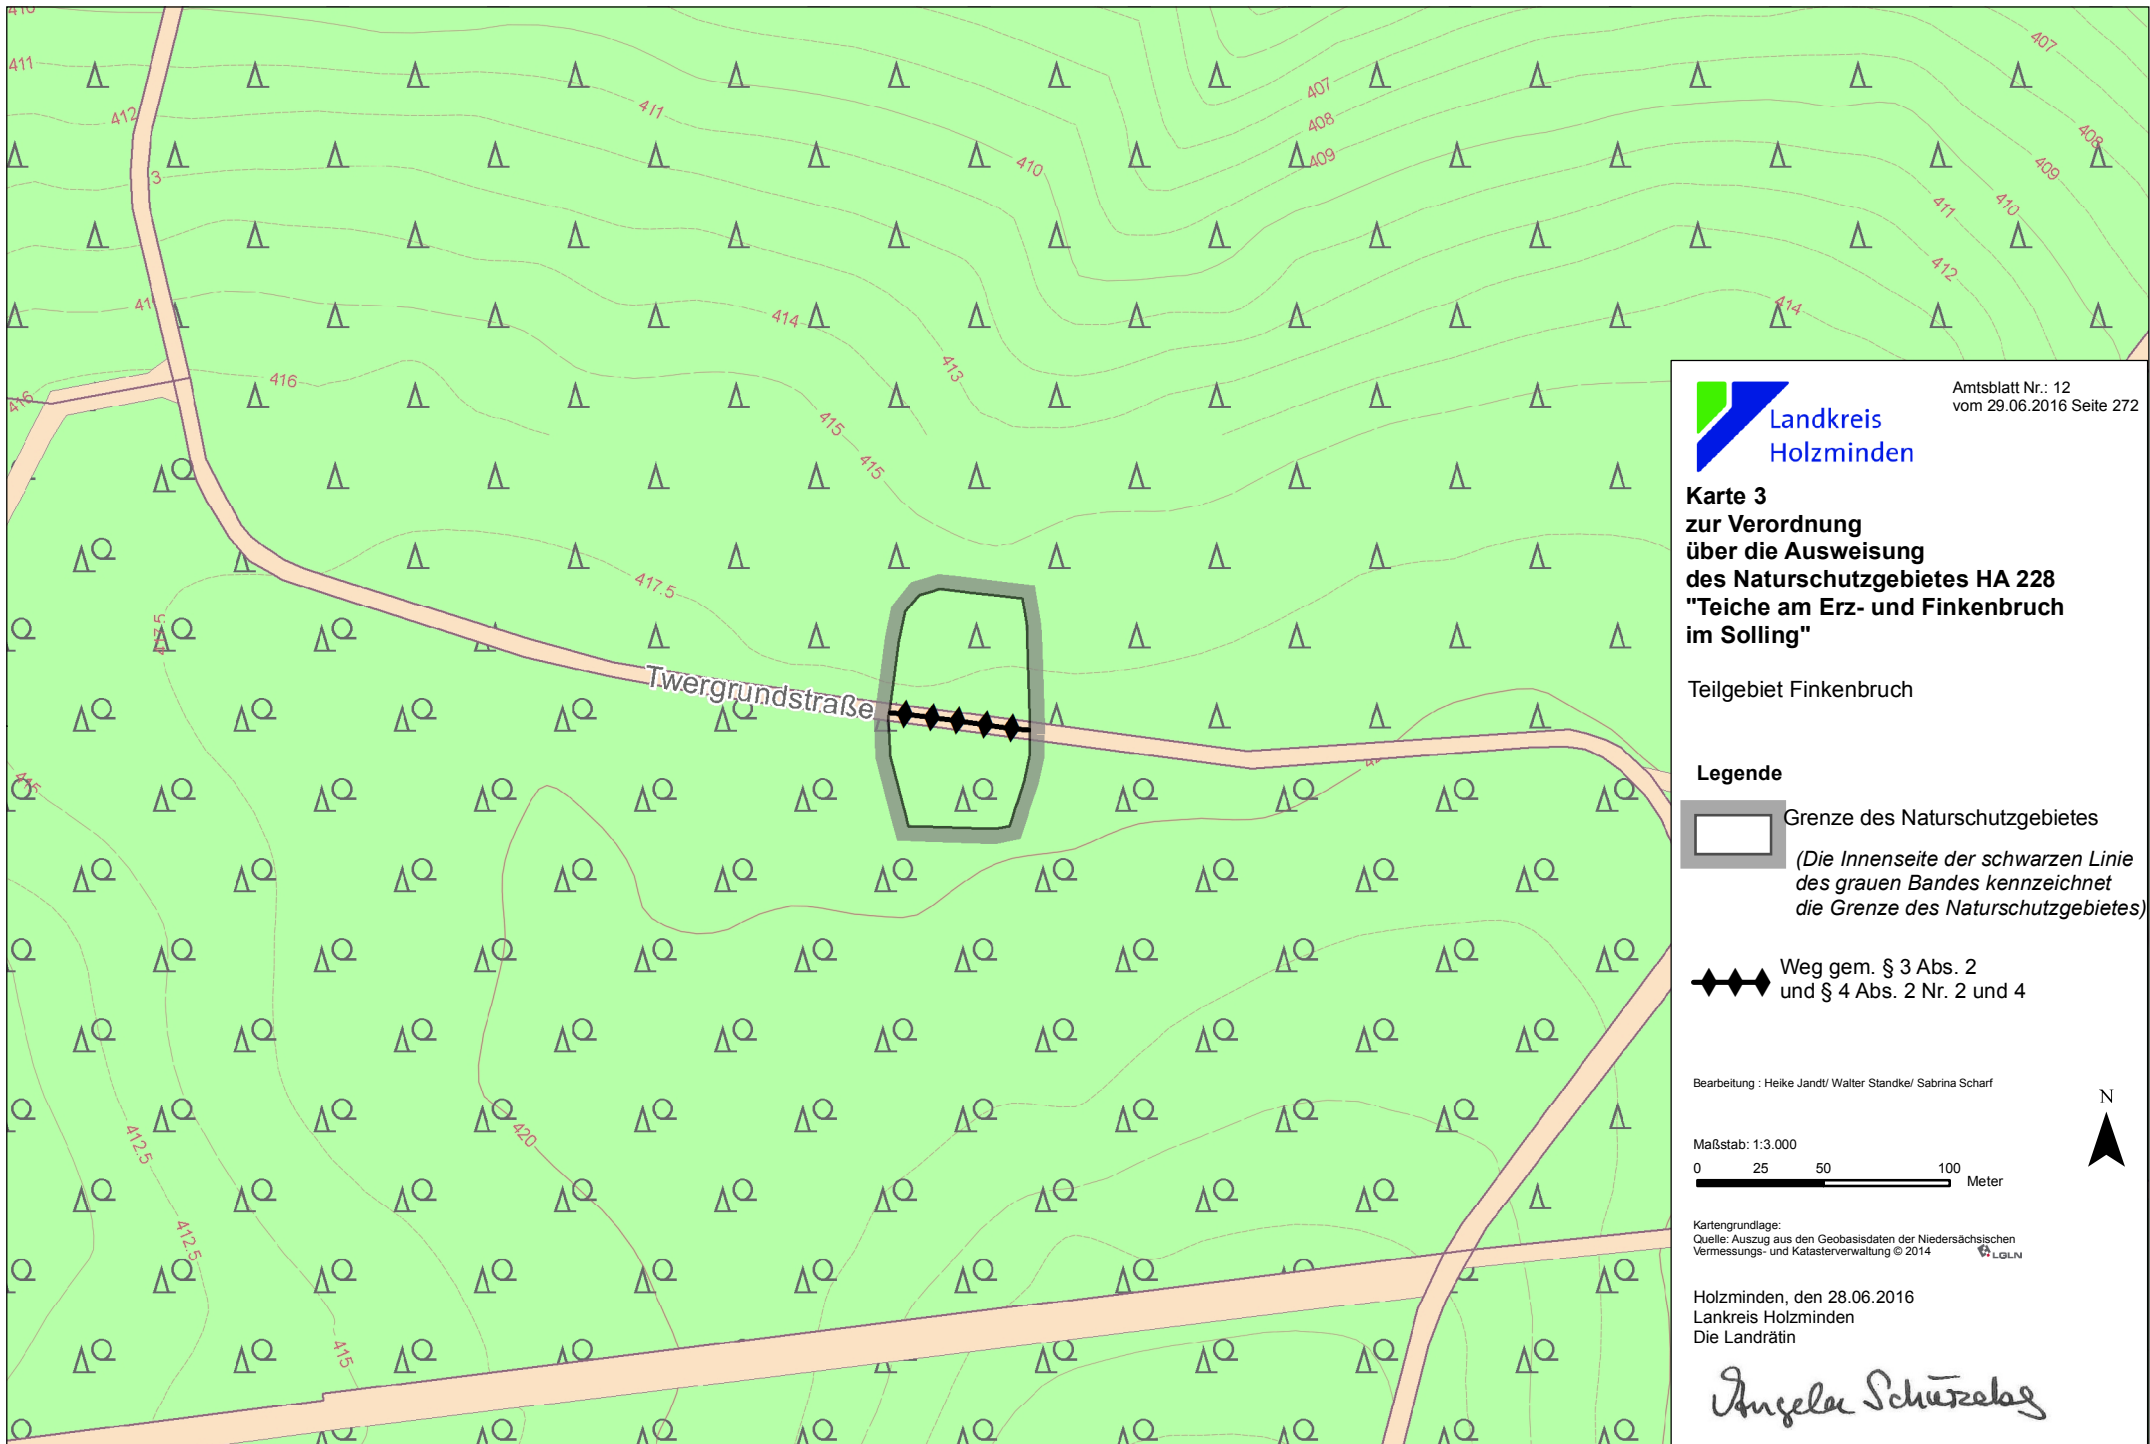 410
411
412
3
41
416
416
411
410
407
408
409
407
408
409
410
411
412
414
414
413
415
415
417.5
417.5
415
Twergrundstraße
420
412.5
412.5
415
Landkreis
Holzminden
Amtsblatt Nr.: 12
vom 29.06.2016 Seite 272
Karte 3
zur Verordnung
über die Ausweisung
des Naturschutzgebietes HA 228
"Teiche am Erz- und Finkenbruch
im Solling"
Teilgebiet Finkenbruch
Legende
Grenze des Naturschutzgebietes
(Die Innenseite der schwarzen Linie
des grauen Bandes kennzeichnet
die Grenze des Naturschutzgebietes)
Weg gem. § 3 Abs. 2
und § 4 Abs. 2 Nr. 2 und 4
Bearbeitung : Heike Jandt/ Walter Standke/ Sabrina Scharf
N
Maßstab: 1:3.000
0 25 50 100
Meter
Kartengrundlage:
Quelle: Auszug aus den Geobasisdaten der Niedersächsischen
Vermessungs- und Katasterverwaltung © 2014 LGLN
Holzminden, den 28.06.2016
Lankreis Holzminden
Die Landrätin
Angela Schürzeberg